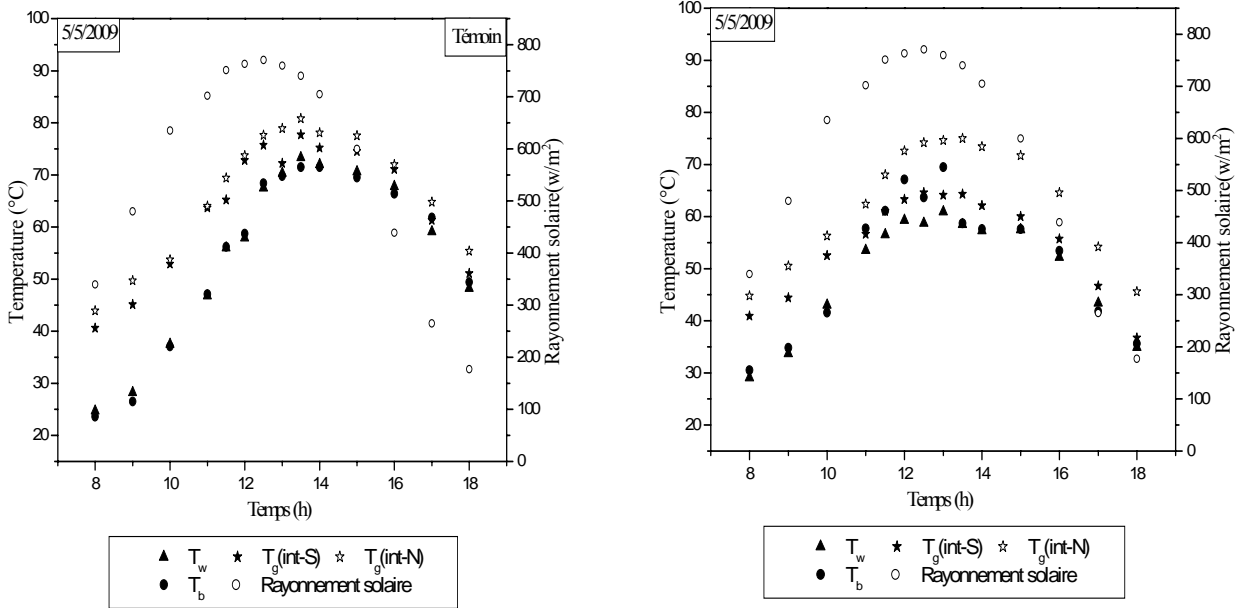 5/5/2009
Témoin
100
90
80
70
60
50
40
30
20
800
700
600
500
400
300
200
100
0
8 10 12 14 16 18
Temps (h)
Temperature (°C)
Rayonnement solaire(w/m²)
T_w T_g(int-S) T_g(int-N)
T_b Rayonnement solaire
5/5/2009
100
90
80
70
60
50
40
30
20
800
700
600
500
400
300
200
100
0
8 10 12 14 16 18
Temps (h)
Temperature (°C)
Rayonnement solaire(w/m²)
T_w T_g(int-S) T_g(int-N)
T_b Rayonnement solaire